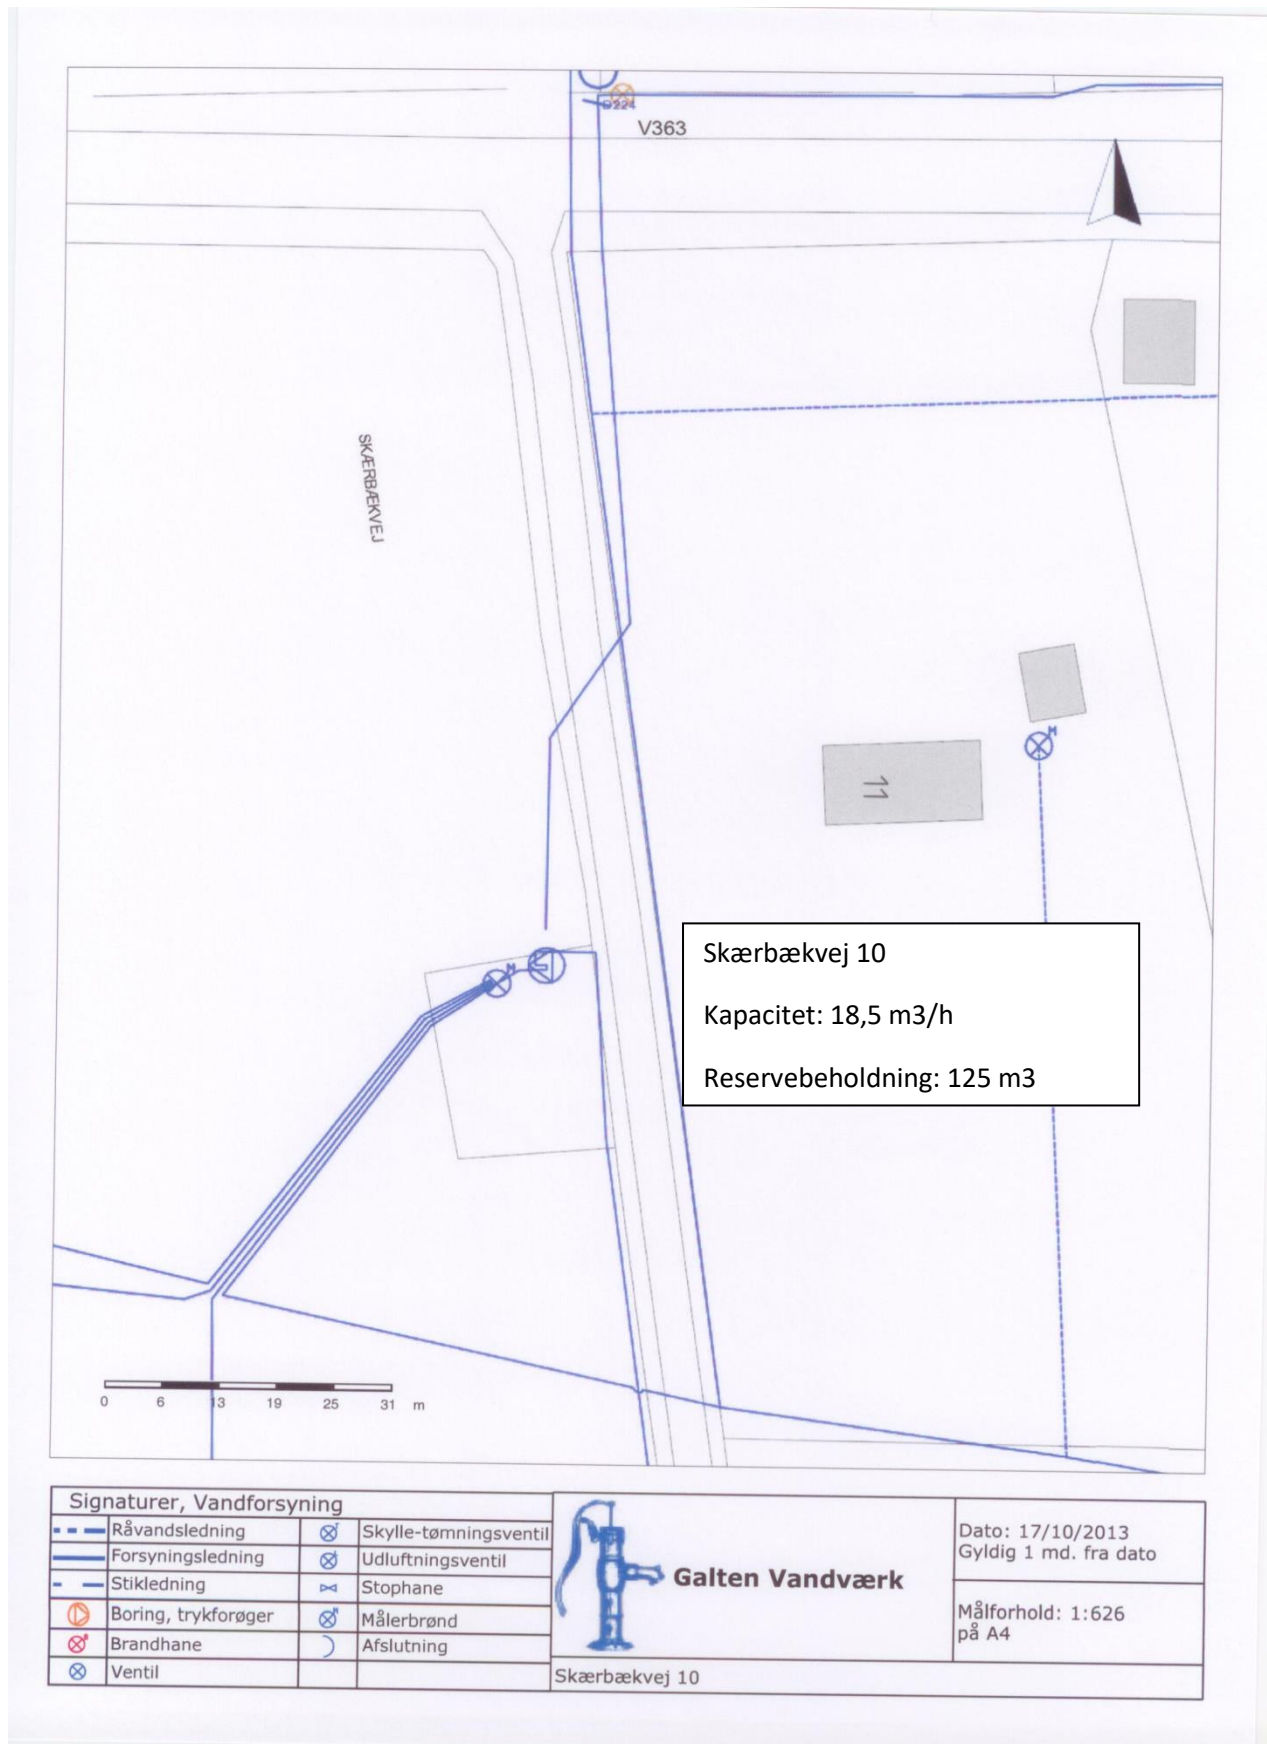 D224
V363
SKÆRBÆKVEJ
M
11
M
Skærbækvej 10
Kapacitet: 18,5 m3/h
Reservebeholdning: 125 m3
0 6 13 19 25 31 m
Signaturer, Vandforsyning
Råvandsledning
Skylle-tømningsventil
Forsyningsledning
Udluftningsventil
Stikledning
Stophane
Boring, trykforøger
Målerbrønd
Brandhane
Afslutning
Ventil
Galten Vandværk
Dato: 17/10/2013
Gyldig 1 md. fra dato
Målforhold: 1:626
på A4
Skærbækvej 10